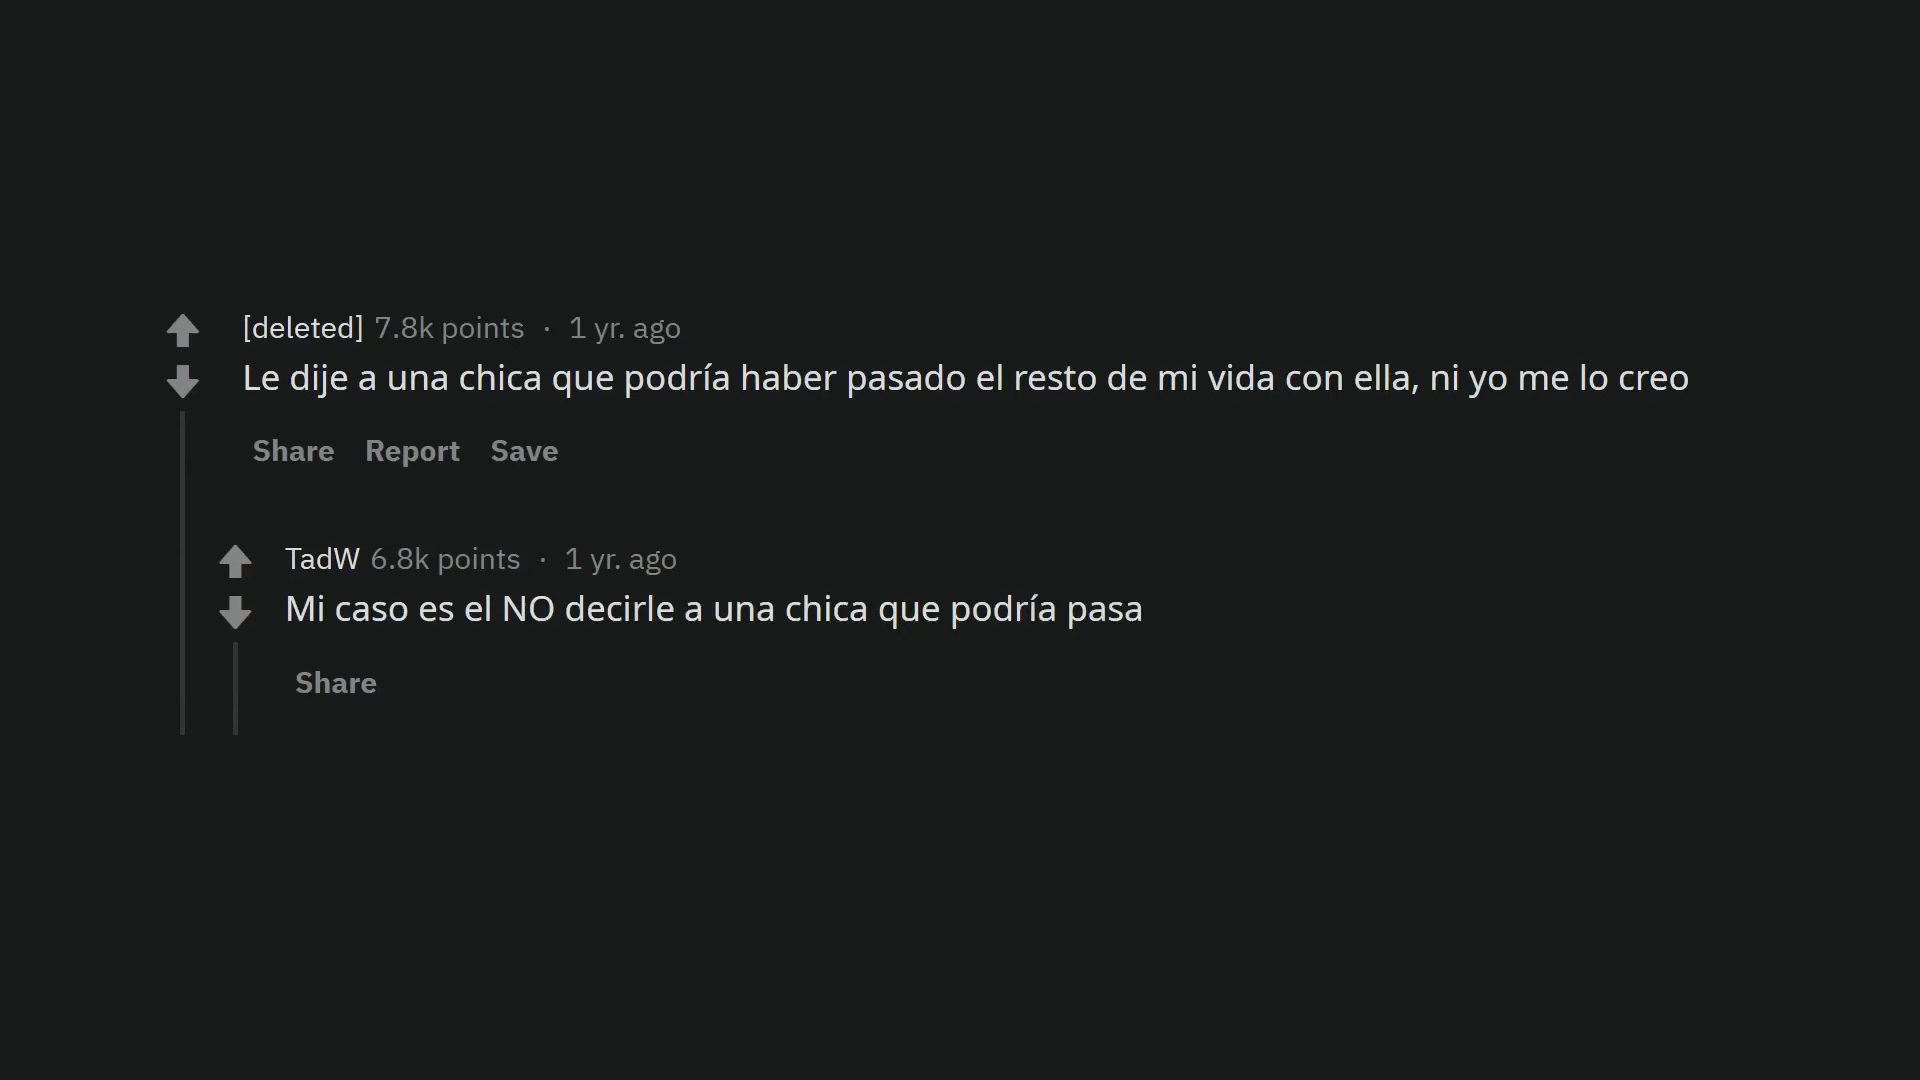 [deleted] 7.8k points · 1 yr. ago
Le dije a una chica que podría haber pasado el resto de mi vida con ella, ni yo me lo creo
Share Report Save
TadW 6.8k points · 1 yr. ago
Mi caso es el NO decirle a una chica que podría pasa
Share